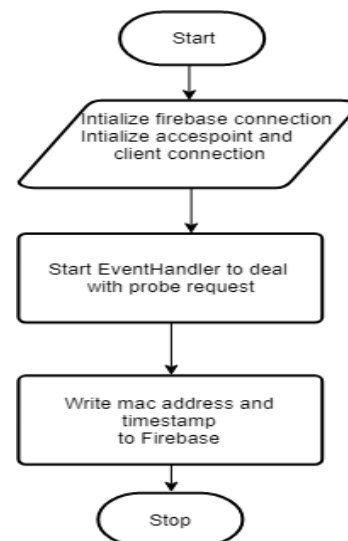 Start
Intialize firebase connection
Intialize accespoint and
client connection
Start EventHandler to deal
with probe request
Write mac address and
timestamp
to Firebase
Stop